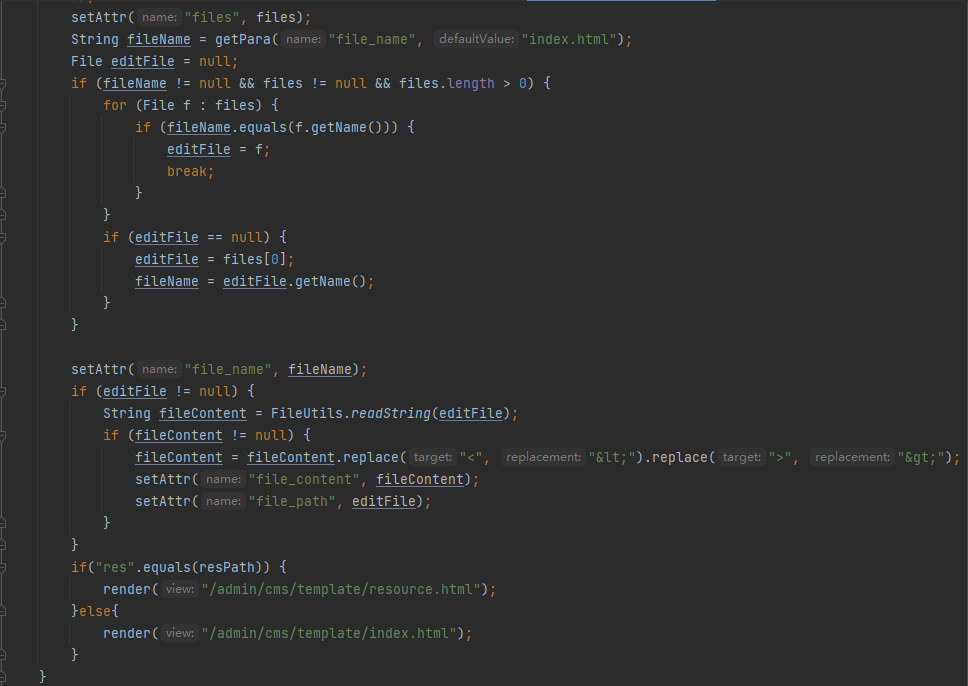 setAttr( name: "files", files);
String fileName = getPara( name: "file_name", defaultValue: "index.html");
File editFile = null;
if (fileName != null && files != null && files.length > 0) {
for (File f : files) {
if (fileName.equals(f.getName())) {
editFile = f;
break;
}
}
if (editFile == null) {
editFile = files[0];
fileName = editFile.getName();
}
}
setAttr( name: "file_name", fileName);
if (editFile != null) {
String fileContent = FileUtils.readString(editFile);
if (fileContent != null) {
fileContent = fileContent.replace( target: "<", replacement: "&lt;").replace( target: ">", replacement: "&gt;");
setAttr( name: "file_content", fileContent);
setAttr( name: "file_path", editFile);
}
}
if("res".equals(resPath)) {
render( view: "/admin/cms/template/resource.html");
}else{
render( view: "/admin/cms/template/index.html");
}
}